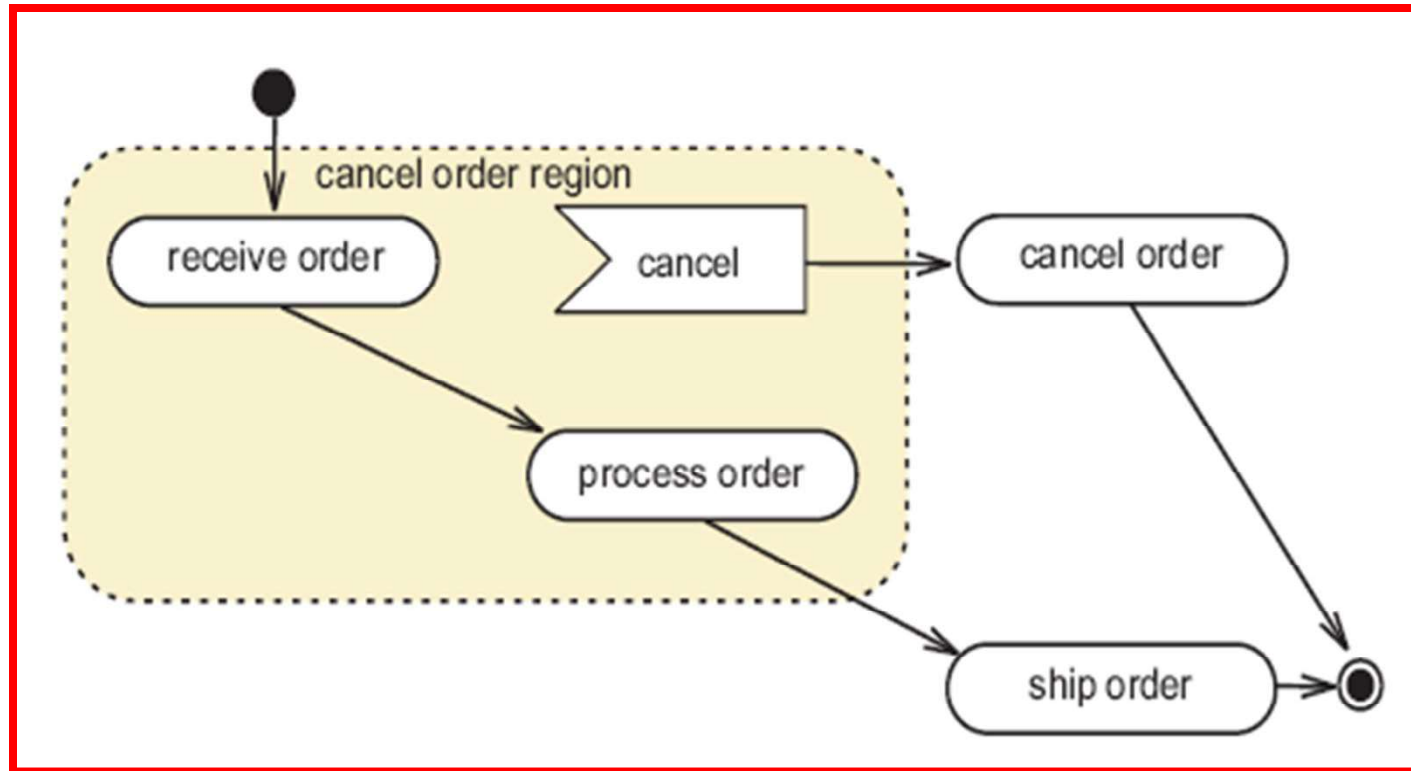 cancel order region
receive order
cancel
cancel order
process order
ship order